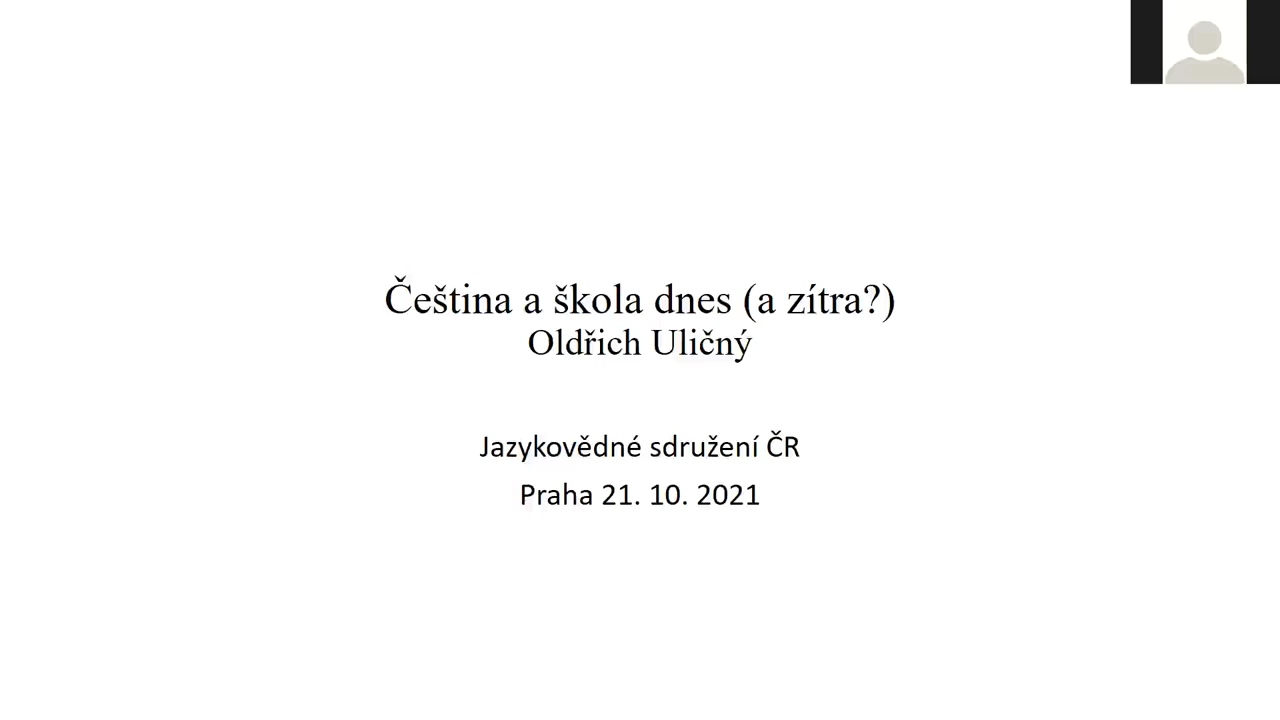 Čeština a škola dnes (a zítra?)
Oldřich Uličný
Jazykovědné sdružení ČR
Praha 21. 10. 2021